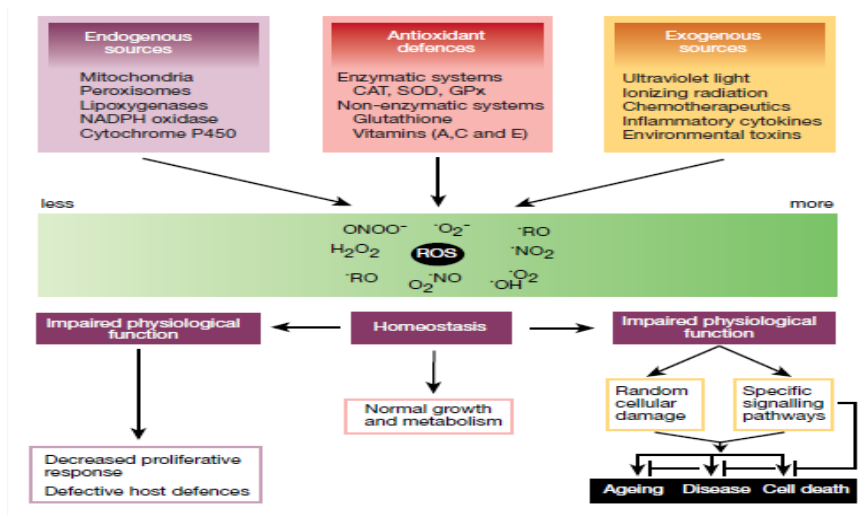 Endogenous
sources
Mitochondria
Peroxisomes
Lipoxygenases
NADPH oxidase
Cytochrome P450
Antioxidant
defences
Enzymatic systems
CAT, SOD, GPx
Non-enzymatic systems
Glutathione
Vitamins (A,C and E)
Exogenous
sources
Ultraviolet light
Ionizing radiation
Chemotherapeutics
Inflammatory cytokines
Environmental toxins
less
more
ONOO⁻
·O₂⁻
·RO
H₂O₂
ROS
·NO₂
·RO
O₂
·NO
·OH
·O₂
Impaired physiological
function
Homeostasis
Impaired physiological
function
Normal growth
and metabolism
Random
cellular
damage
Specific
signalling
pathways
Decreased proliferative
response
Defective host defences
Ageing
Disease
Cell death